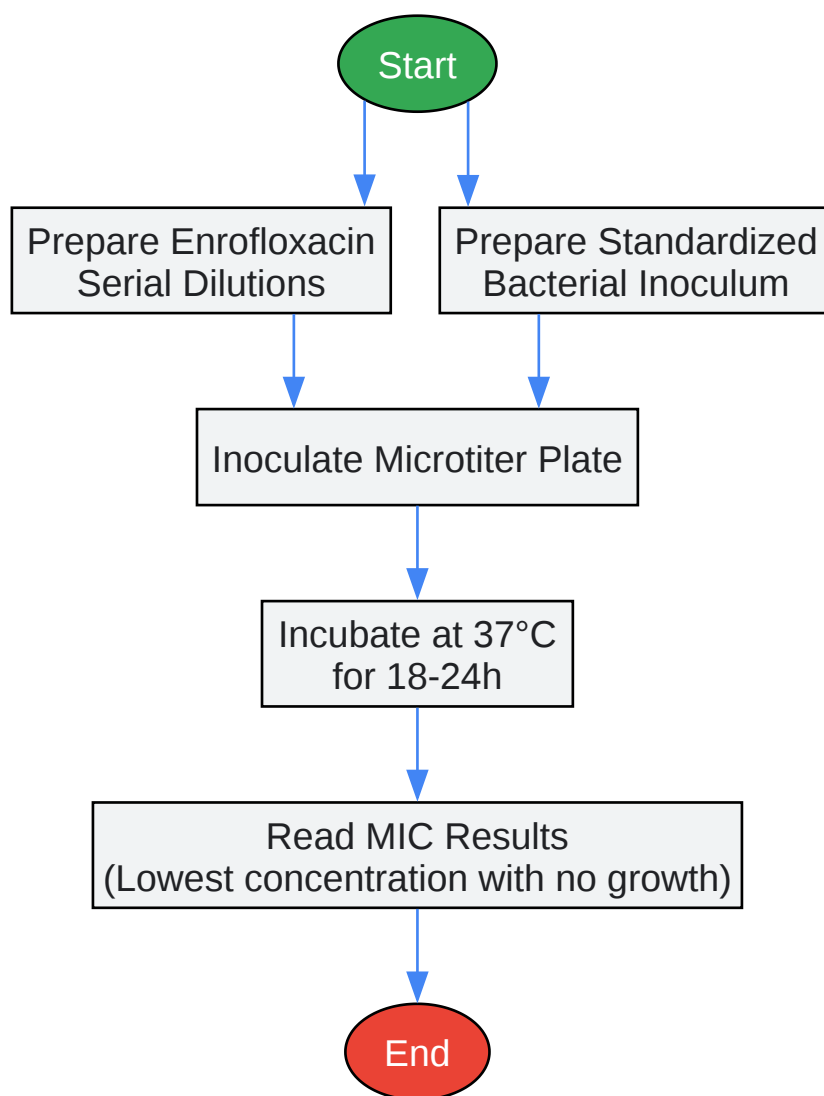 Start
Prepare Enrofloxacin
Serial Dilutions
Prepare Standardized
Bacterial Inoculum
Inoculate Microtiter Plate
Incubate at 37°C
for 18-24h
Read MIC Results
(Lowest concentration with no growth)
End